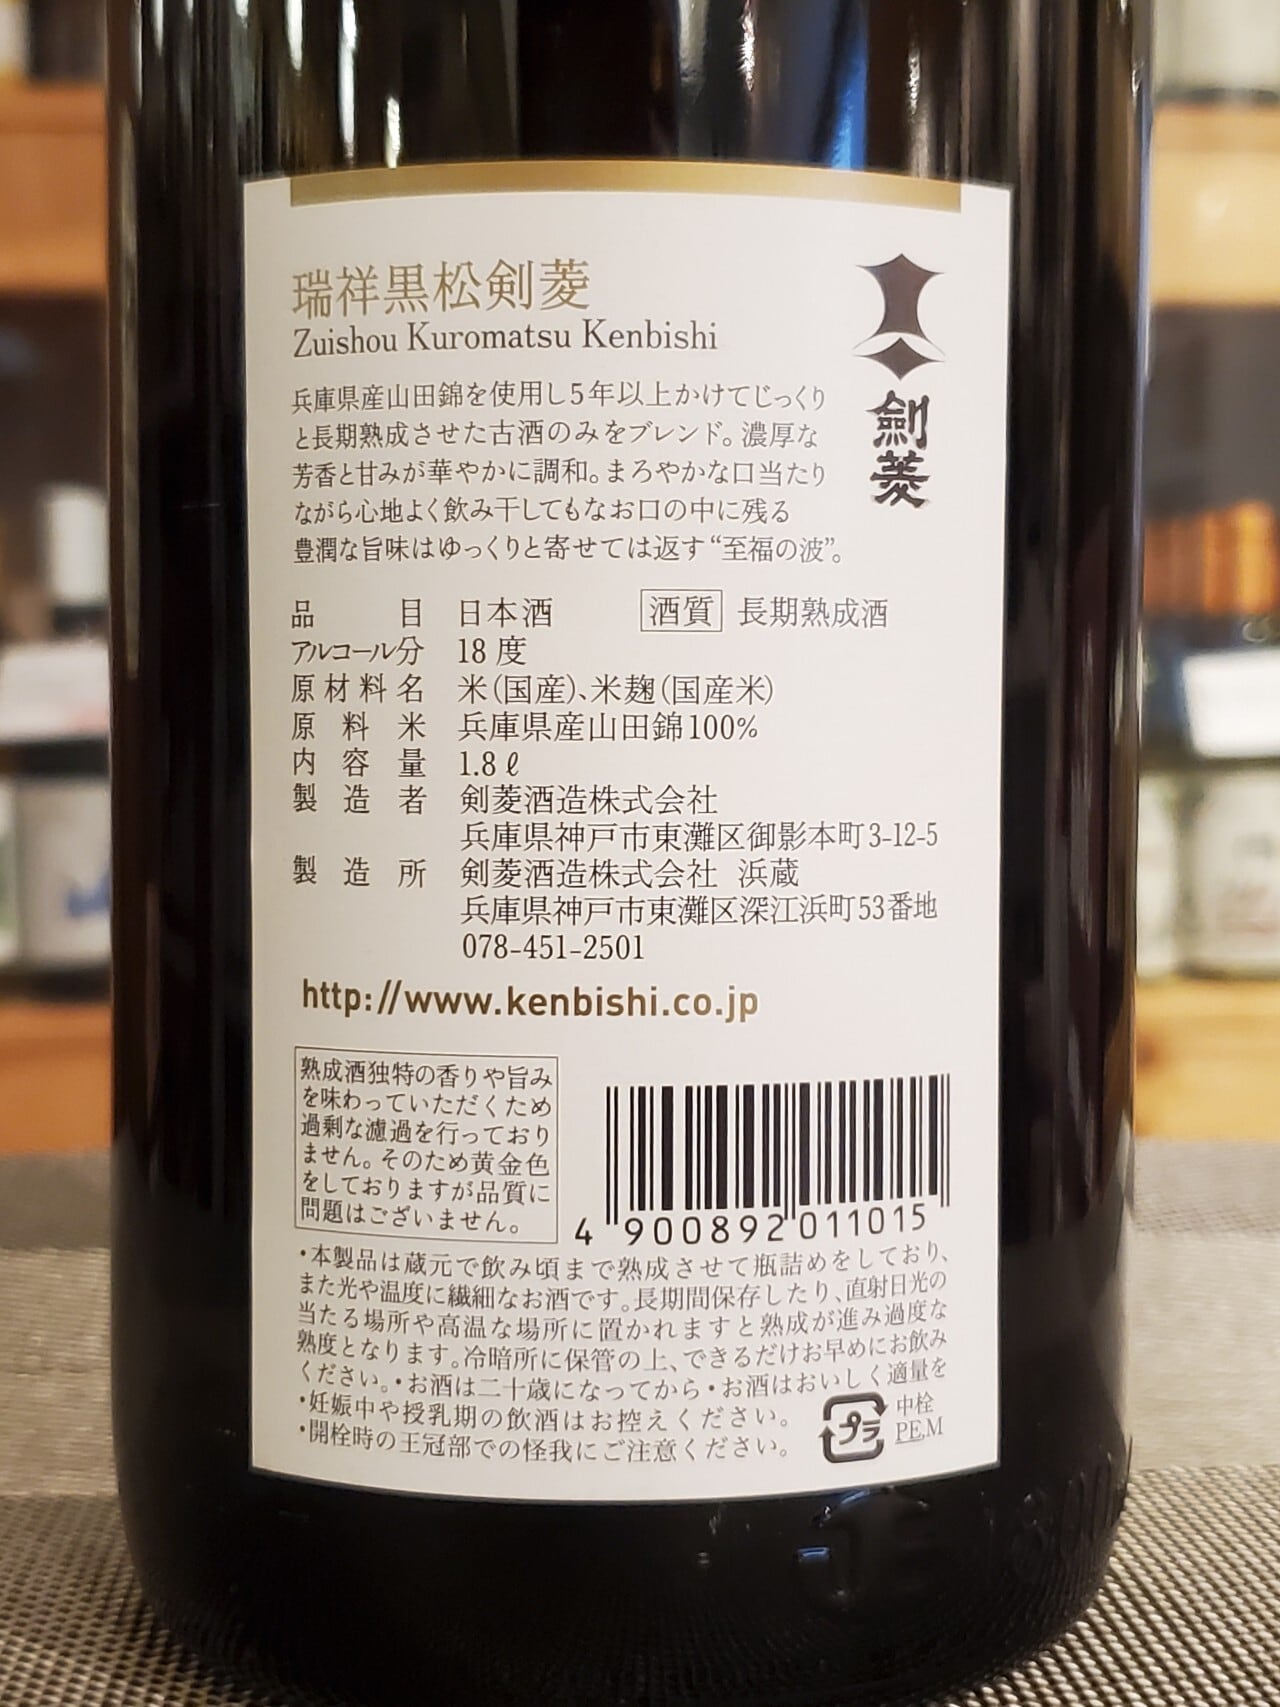 瑞祥黒松剣菱
Zuishou Kuromatsu Kenbishi
剣菱
兵庫県産山田錦を使用し5年以上かけてじっくり
と長期熟成させた古酒のみをブレンド。濃厚な
芳香と甘みが華やかに調和。まろやかな口当たり
ながら心地よく飲み干してもなお口の中に残る
豊潤な旨味はゆっくりと寄せては返す“至福の波”。
品目 日本酒 酒質 長期熟成酒
アルコール分 18度
原材料名 米(国産)、米麹(国産米)
原料米 兵庫県産山田錦100%
内容量 1.8ℓ
製造者 剣菱酒造株式会社
兵庫県神戸市東灘区御影本町3-12-5
製造所 剣菱酒造株式会社 浜蔵
兵庫県神戸市東灘区深江浜町53番地
078-451-2501
http://www.kenbishi.co.jp
熟成酒独特の香りや旨み
を味わっていただくため
過剰な濾過を行っており
ません。そのため黄金色
をしておりますが品質に
問題はございません。
4 900892 011015
・本製品は蔵元で飲み頃まで熟成させて瓶詰めをしており、
また光や温度に繊細なお酒です。長期間保存したり、直射日光の
当たる場所や高温な場所に置かれますと熟成が進み過度な
熟度となります。冷暗所に保管の上、できるだけお早めにお飲み
ください。・お酒は二十歳になってから・お酒はおいしく適量を
・妊娠中や授乳期の飲酒はお控えください。
・開栓時の王冠部での怪我にご注意ください。
プラ
中栓
PE,M